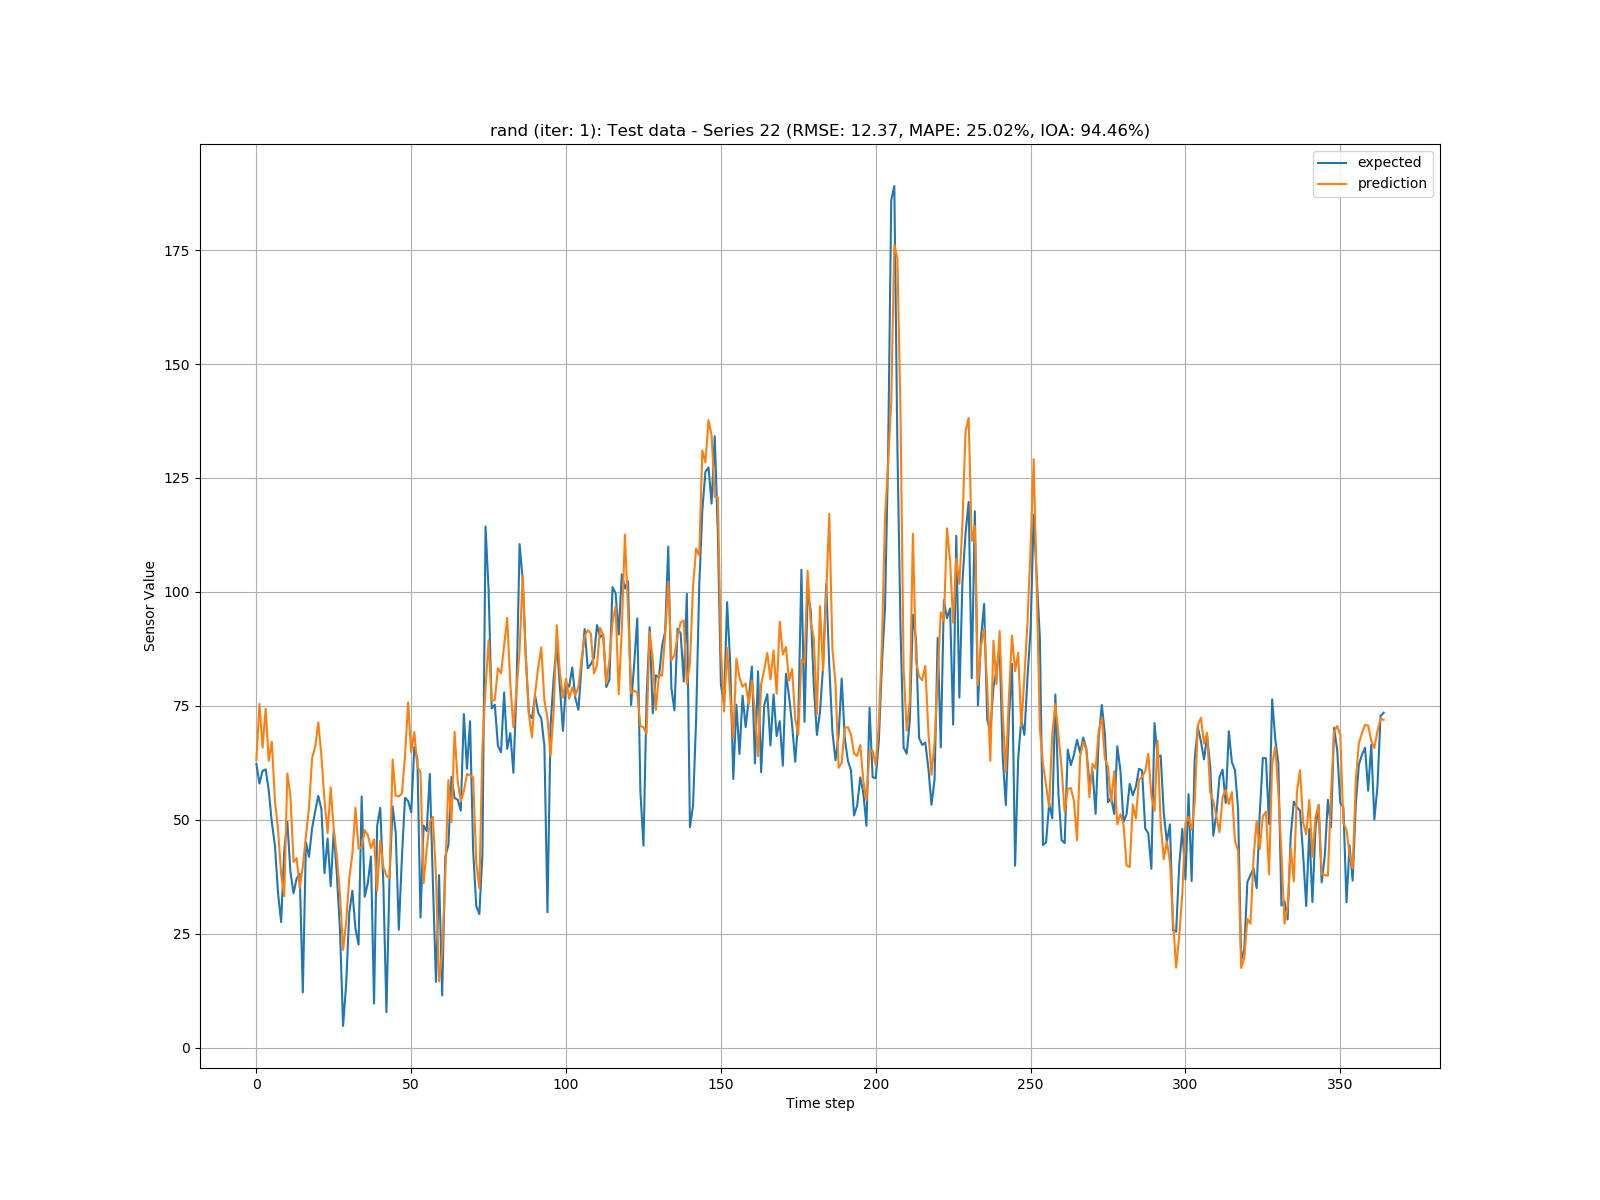 rand (iter: 1): Test data - Series 22 (RMSE: 12.37, MAPE: 25.02%, IOA: 94.46%)
expected
prediction
175
150
125
100
75
50
25
0
Sensor Value
0 50 100 150 200 250 300 350
Time step